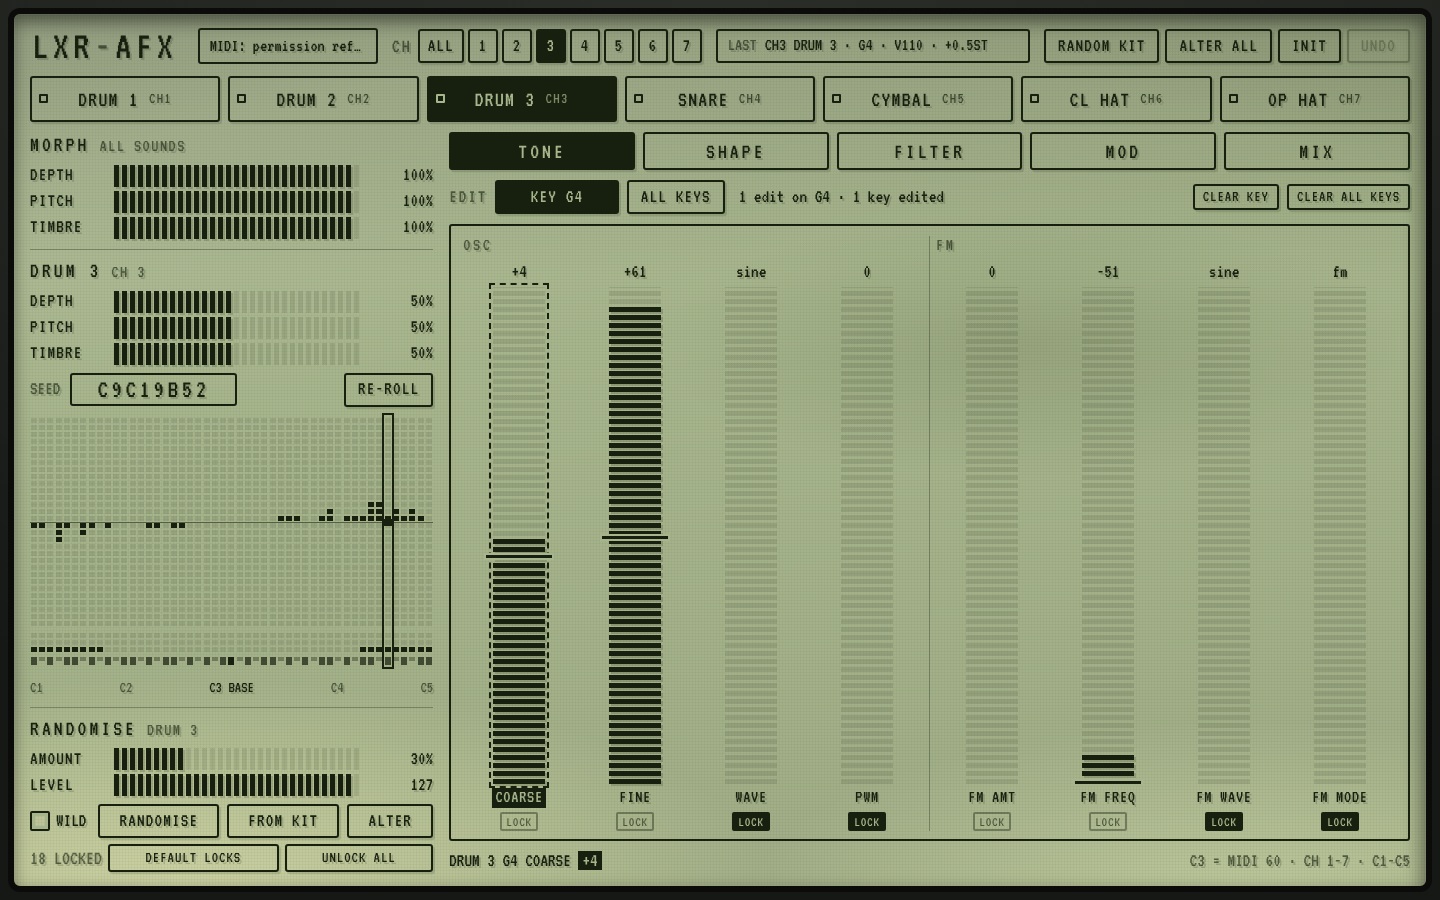 LXR-AFX
MIDI: permission ref…
CH ALL 1 2 3 4 5 6 7
LAST CH3 DRUM 3 · G4 · V110 · +0.5ST
RANDOM KIT ALTER ALL INIT UNDO
DRUM 1 CH1 DRUM 2 CH2 DRUM 3 CH3 SNARE CH4 CYMBAL CH5 CL HAT CH6 OP HAT CH7
MORPH ALL SOUNDS
DEPTH 100%
PITCH 100%
TIMBRE 100%
DRUM 3 CH 3
DEPTH 50%
PITCH 50%
TIMBRE 50%
SEED C9C19B52 RE-ROLL
C1 C2 C3 BASE C4 C5
RANDOMISE DRUM 3
AMOUNT 30%
LEVEL 127
WILD RANDOMISE FROM KIT ALTER
18 LOCKED DEFAULT LOCKS UNLOCK ALL
TONE SHAPE FILTER MOD MIX
EDIT KEY G4 ALL KEYS 1 edit on G4 · 1 key edited CLEAR KEY CLEAR ALL KEYS
OSC FM
+4 +61 sine 0 0 -51 sine fm
COARSE FINE WAVE PWM FM AMT FM FREQ FM WAVE FM MODE
LOCK LOCK LOCK LOCK LOCK LOCK LOCK LOCK
DRUM 3 G4 COARSE +4
C3 = MIDI 60 · CH 1-7 · C1-C5